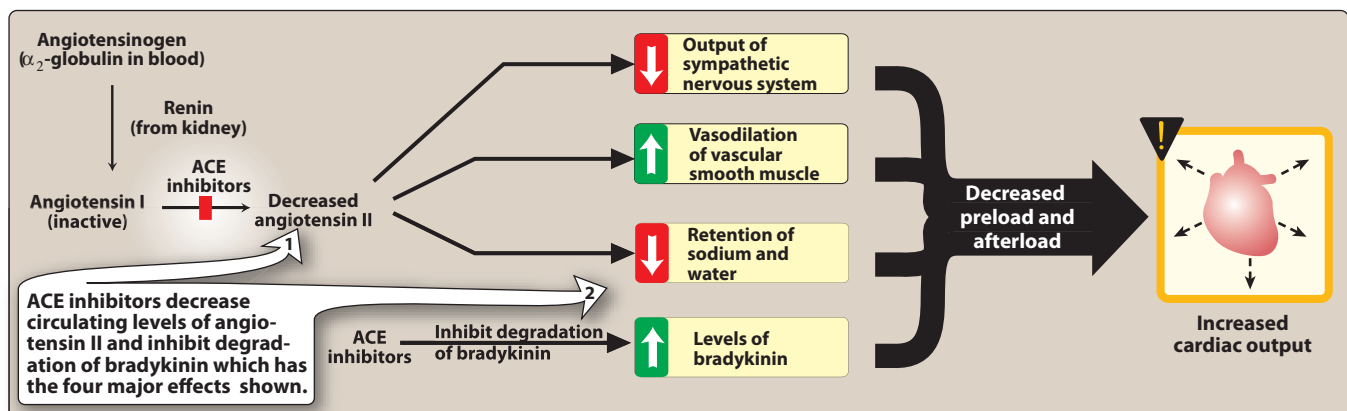 Angiotensinogen
(α2-globulin in blood)
Renin
(from kidney)
ACE
inhibitors
Angiotensin I
(inactive)
Decreased
angiotensin II
1
Output of
sympathetic
nervous system
Vasodilation
of vascular
smooth muscle
Retention of
sodium and
water
2
ACE inhibitors decrease
circulating levels of angio-
tensin II and inhibit degrad-
ation of bradykinin which has
the four major effects shown.
ACE
inhibitors
Inhibit degradation
of bradykinin
Levels of
bradykinin
Decreased
preload and
afterload
!
Increased
cardiac output